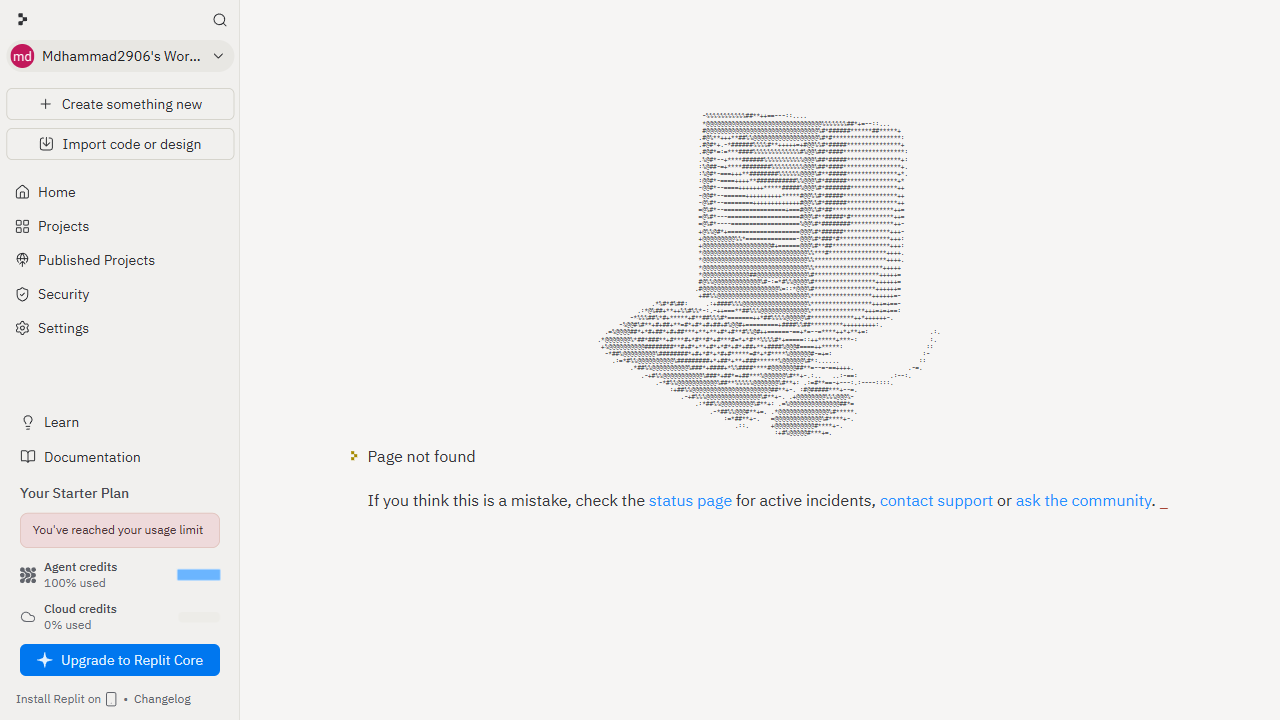 md Mdhammad2906's Wor...
Create something new
Import code or design
Home
Projects
Published Projects
Security
Settings
Learn
Documentation
Your Starter Plan
You've reached your usage limit
Agent credits
100% used
Cloud credits
0% used
Upgrade to Replit Core
Install Replit on • Changelog
Page not found
If you think this is a mistake, check the status page for active incidents, contact support or ask the community. _